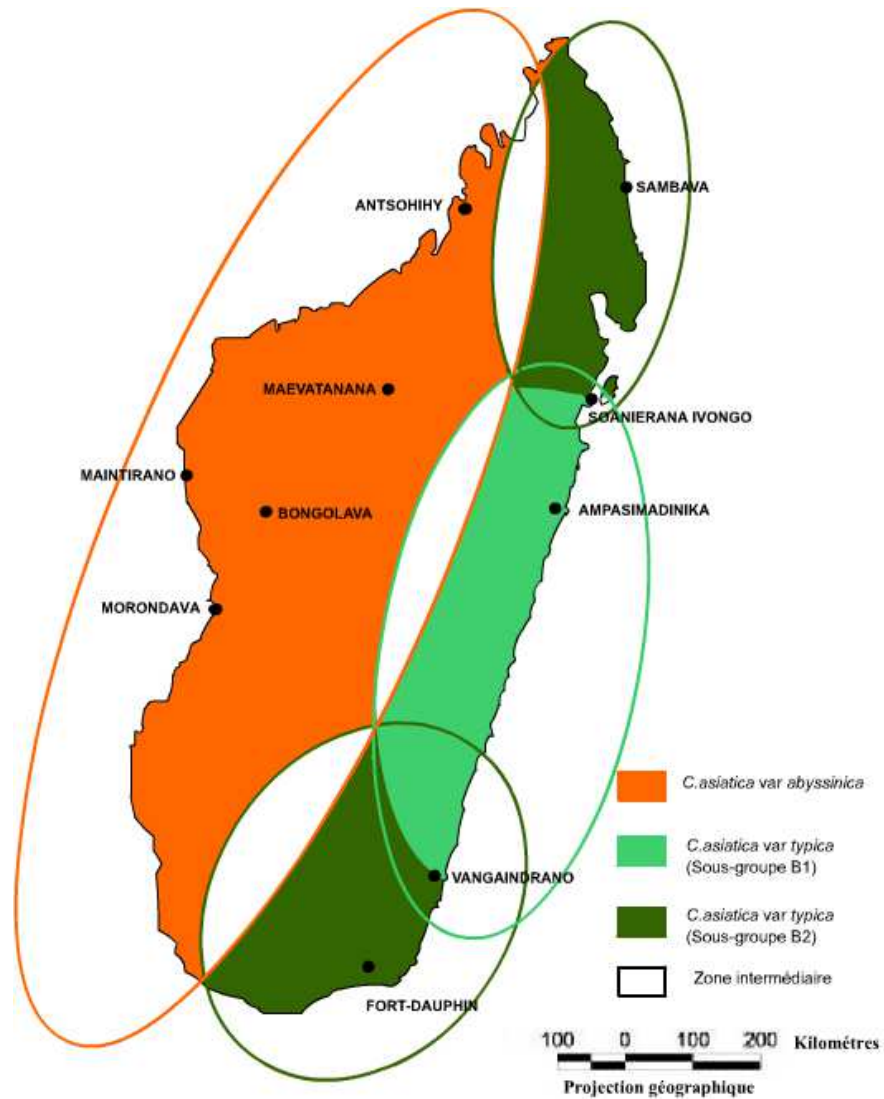 SAMBAVA
ANTSOHIHY
MAEVATANANA
SOANIERANA IVONGO
MAINTIRANO
BONGOLAVA
AMPASIMADINIKA
MORONDAVA
C.asiatica var abyssinica
C.asiatica var typica
(Sous-groupe B1)
VANGAINDRANO
C.asiatica var typica
(Sous-groupe B2)
Zone intermédiaire
FORT-DAUPHIN
100 0 100 200 Kilométres
Projection géographique